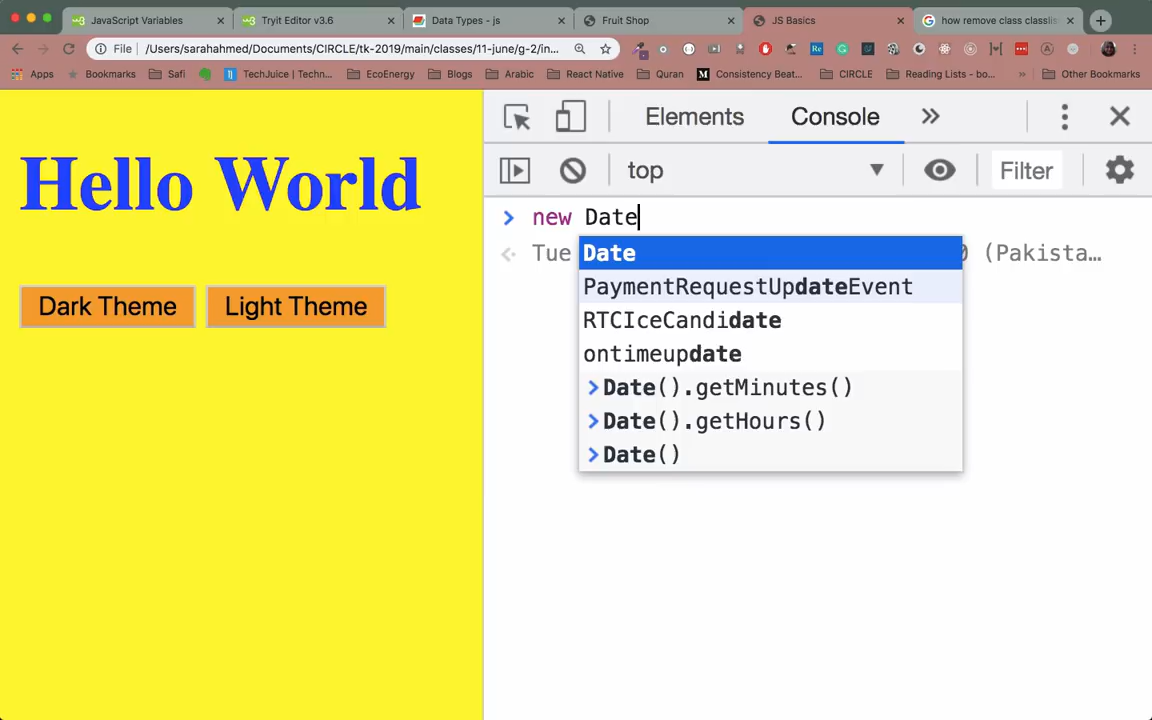 JavaScript Variables
Tryit Editor v3.6
Data Types - js
Fruit Shop
JS Basics
how remove class classlis
File
/Users/sarahahmed/Documents/CIRCLE/tk-2019/main/classes/11-june/g-2/in...
Apps
Bookmarks
Safi
TechJuice | Techn...
EcoEnergy
Blogs
Arabic
React Native
Quran
Consistency Beat...
CIRCLE
Reading Lists - bo...
Other Bookmarks
Hello World
Dark Theme
Light Theme
Elements
Console
top
Filter
new Date
Tue
(Pakista…
Date
PaymentRequestUpdateEvent
RTCIceCandidate
ontimeupdate
Date().getMinutes()
Date().getHours()
Date()